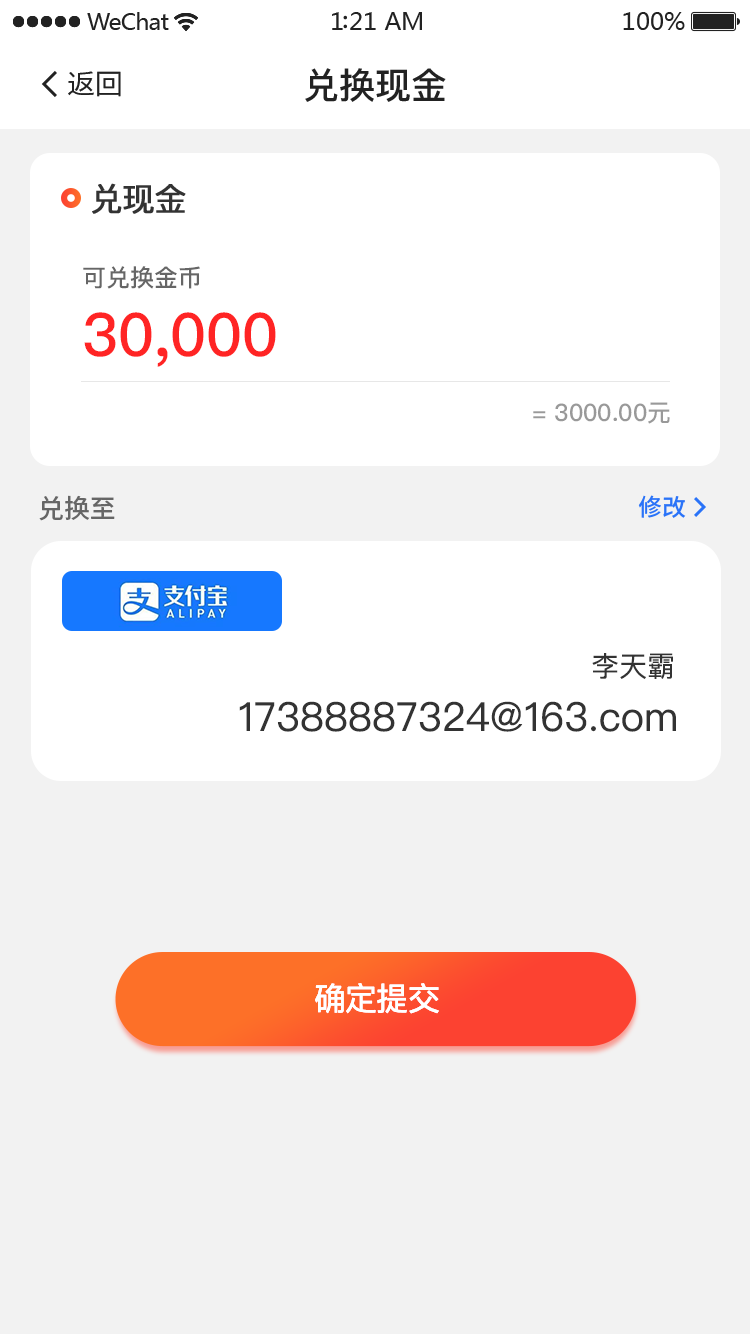 WeChat 1:21 AM 100%
返回 兑换现金
兑现金
可兑换金币
30,000
= 3000.00元
兑换至 修改
支 支付宝
ALIPAY
李天霸
17388887324@163.com
确定提交